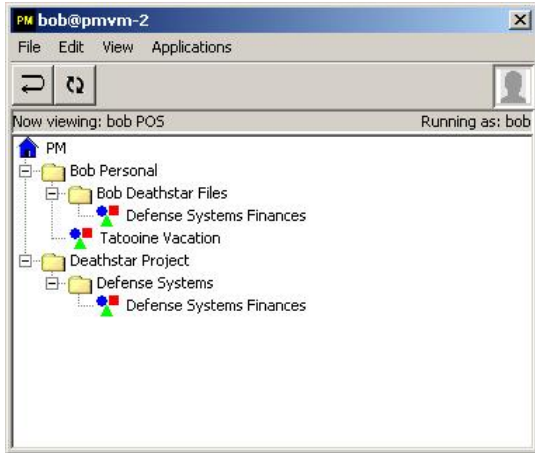 PM bob@pmvm-2
File Edit View Applications
Now viewing: bob POS Running as: bob
PM
Bob Personal
Bob Deathstar Files
Defense Systems Finances
Tatooine Vacation
Deathstar Project
Defense Systems
Defense Systems Finances